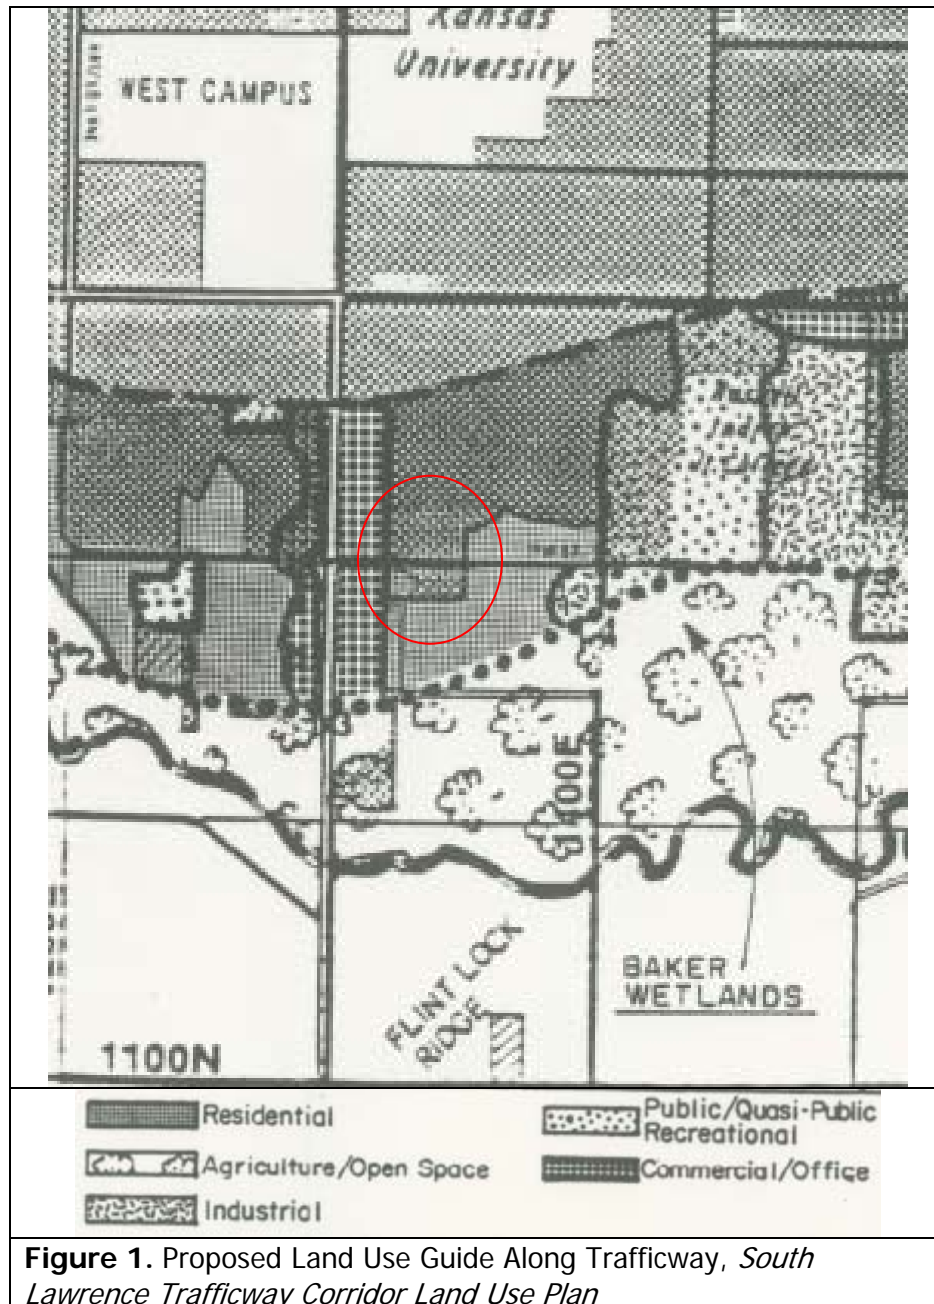 Kansas
University
WEST CAMPUS
1100E
BAKER
WETLANDS
FLINT LOCK
RIDGE
1100N
Residential
Public/Quasi-Public
Recreational
Agriculture/Open Space
Commercial/Office
Industrial
Figure 1. Proposed Land Use Guide Along Trafficway, South
Lawrence Trafficway Corridor Land Use Plan